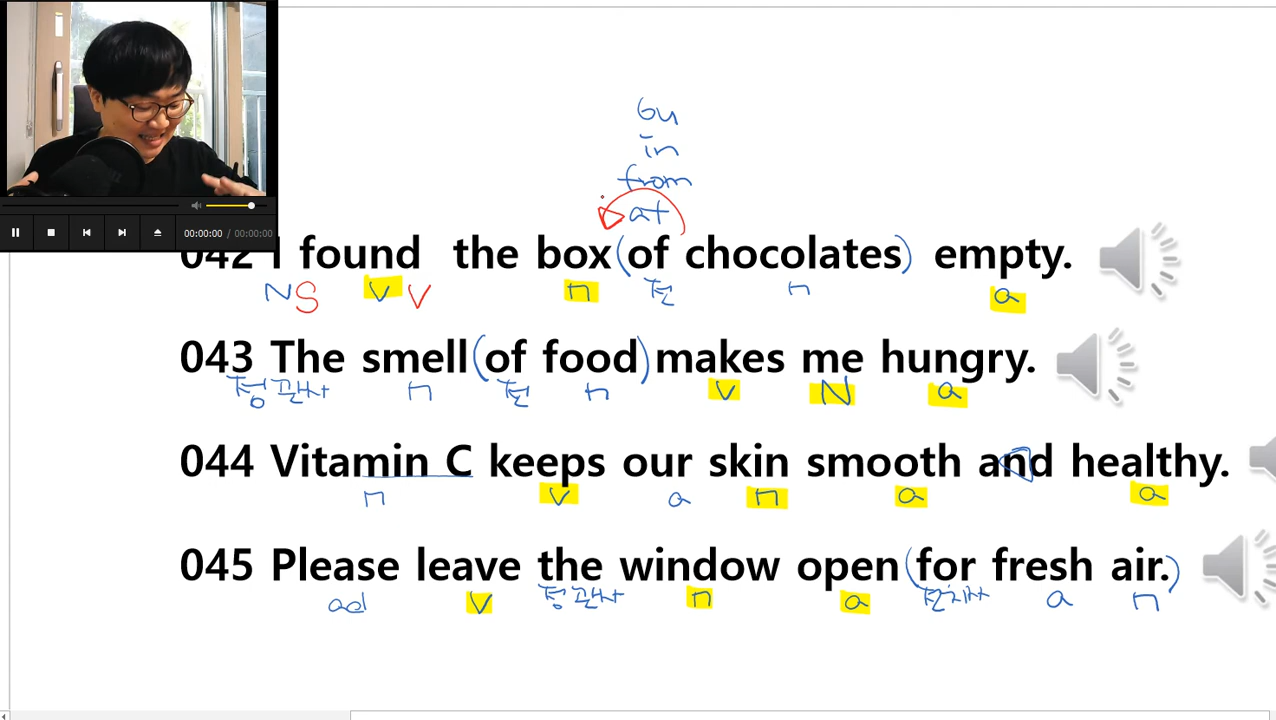 on
in
from
at
00:00:00 / 00:00:00
042 I found the box (of chocolates) empty.
N S V V n 전 n a
043 The smell (of food) makes me hungry.
정관사 n 전 n V N a
044 Vitamin C keeps our skin smooth and healthy.
n V a n a a
045 Please leave the window open (for fresh air.)
ad V 정관사 n a 전치사 a n